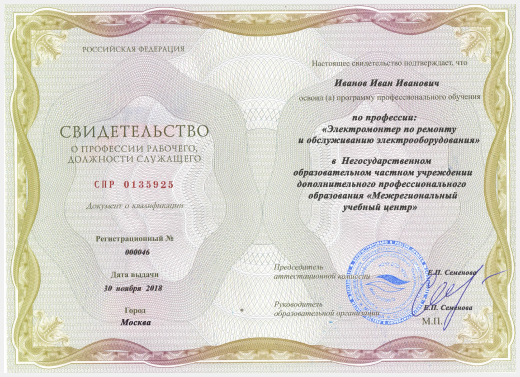 РОССИЙСКАЯ ФЕДЕРАЦИЯ
СВИДЕТЕЛЬСТВО
О ПРОФЕССИИ РАБОЧЕГО,
ДОЛЖНОСТИ СЛУЖАЩЕГО
СПР 0135925
Документ о квалификации
Регистрационный №
000046
Дата выдачи
30 ноября 2018
Город
Москва
Настоящее свидетельство подтверждает, что
Иванов Иван Иванович
освоил (а) программу профессионального обучения
по профессии:
«Электромонтер по ремонту
и обслуживанию электрооборудования»
в Негосударственном
образовательном частном учреждении
дополнительного профессионального
образования «Межрегиональный
учебный центр»
Председатель
аттестационной комиссии
Е.П. Семенова
Руководитель
образовательной организации
Е.П. Семенова
М.П.